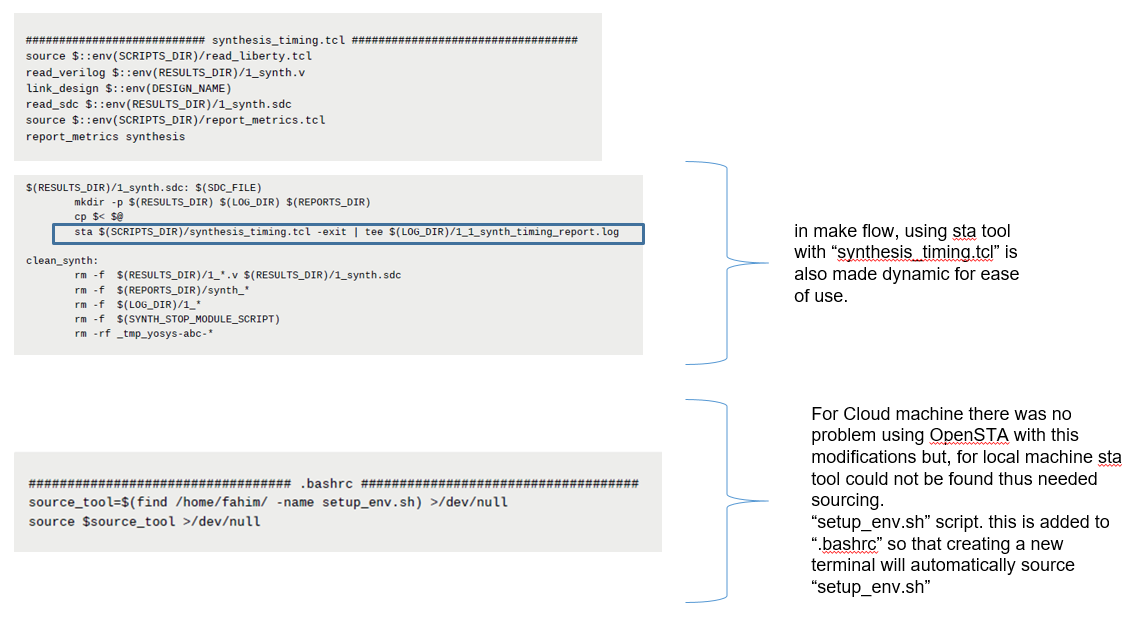 ########################### synthesis_timing.tcl ##################################
source $::env(SCRIPTS_DIR)/read_liberty.tcl
read_verilog $::env(RESULTS_DIR)/1_synth.v
link_design $::env(DESIGN_NAME)
read_sdc $::env(RESULTS_DIR)/1_synth.sdc
source $::env(SCRIPTS_DIR)/report_metrics.tcl
report_metrics synthesis
$(RESULTS_DIR)/1_synth.sdc: $(SDC_FILE)
mkdir -p $(RESULTS_DIR) $(LOG_DIR) $(REPORTS_DIR)
cp $< $@
sta $(SCRIPTS_DIR)/synthesis_timing.tcl -exit | tee $(LOG_DIR)/1_1_synth_timing_report.log
clean_synth:
rm -f  $(RESULTS_DIR)/1_*.v $(RESULTS_DIR)/1_synth.sdc
rm -f  $(REPORTS_DIR)/synth_*
rm -f  $(LOG_DIR)/1_*
rm -f  $(SYNTH_STOP_MODULE_SCRIPT)
rm -rf _tmp_yosys-abc-*
in make flow, using sta tool
with “synthesis_timing.tcl” is
also made dynamic for ease
of use.
################################## .bashrc ####################################
source_tool=$(find /home/fahim/ -name setup_env.sh) >/dev/null
source $source_tool >/dev/null
For Cloud machine there was no
problem using OpenSTA with this
modifications but, for local machine sta
tool could not be found thus needed
sourcing.
“setup_env.sh” script. this is added to
“.bashrc” so that creating a new
terminal will automatically source
“setup_env.sh”